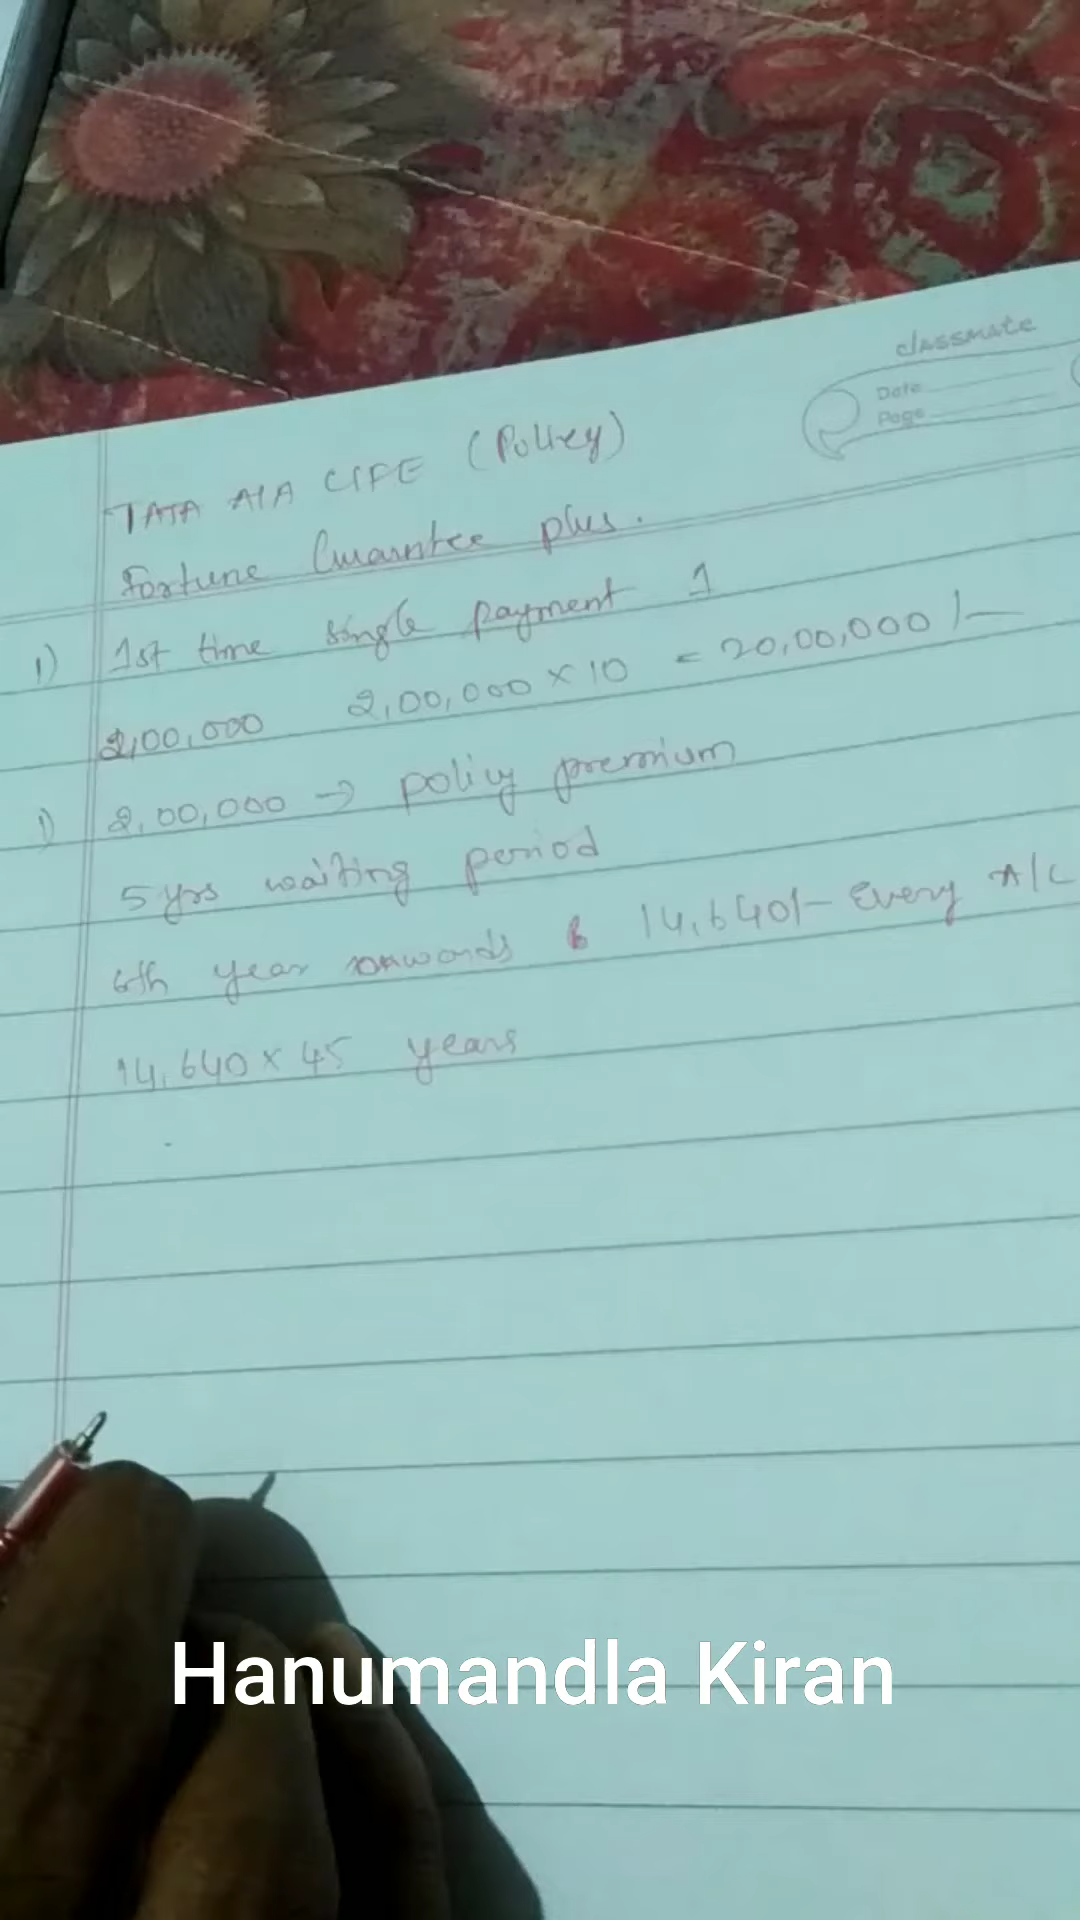 classmate
Date
Page
TATA AIA LIFE (Policy)
Fortune Guarantee plus.
1) 1st time single payment 1
2,00,000 2,00,000 × 10 = 20,00,000/-
1) 2,00,000 → policy premium
5 yrs waiting period
6th year onwards 14,640/- Every A/C
14,640 × 45 years
Hanumandla Kiran